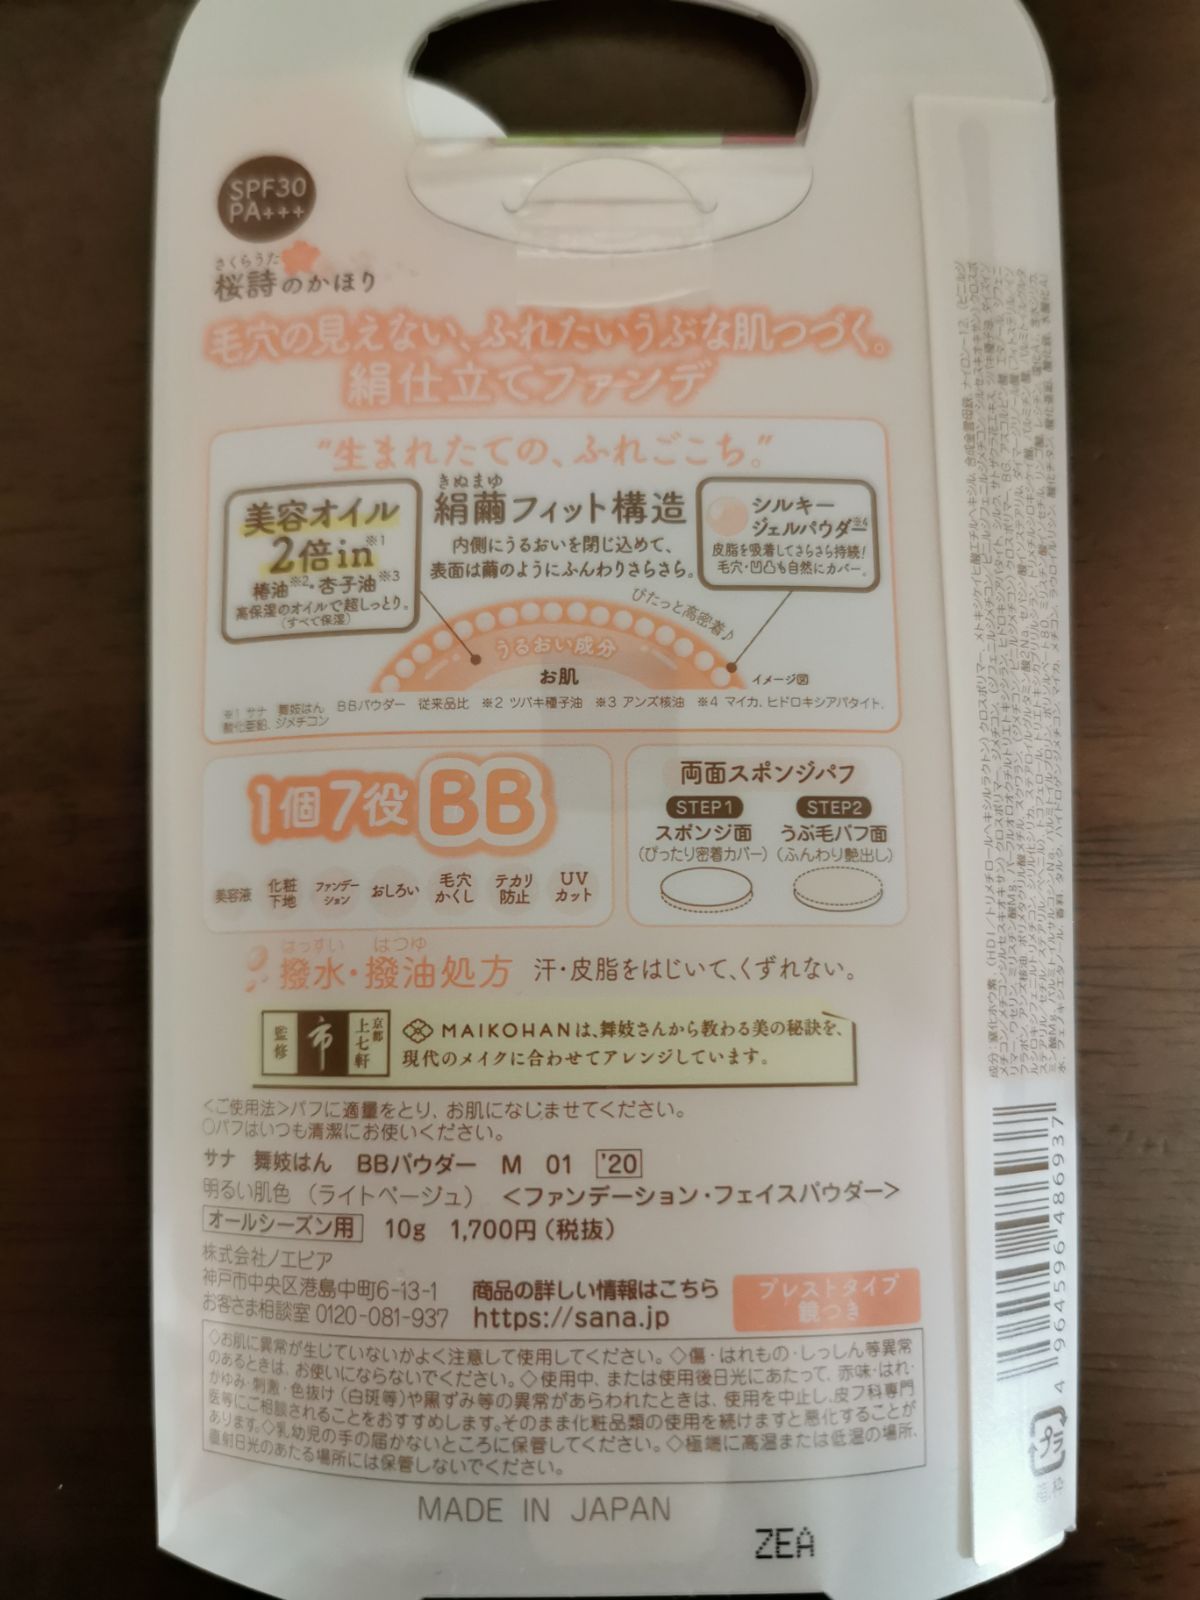 SPF30
PA+++
さくらうた
桜詩のかほり
毛穴の見えない、ふれたいうぶな肌つづく。
絹仕立てファンデ
“生まれたての、ふれごこち。”
美容オイル
2倍in※1
椿油※2・杏子油※3
高保湿のオイルで超しっとり。
(すべて保湿)
きぬまゆ
絹繭フィット構造
内側にうるおいを閉じ込めて、
表面は繭のようにふんわりさらさら。
シルキー
ジェルパウダー※4
皮脂を吸着してさらさら持続!
毛穴・凹凸も自然にカバー。
ぴたっと高密着♪
うるおい成分
お肌
イメージ図
※1 サナ 舞妓はん BBパウダー 従来品比 ※2 ツバキ種子油 ※3 アンズ核油 ※4 マイカ、ヒドロキシアパタイト、
酸化亜鉛、ジメチコン
1個7役BB
美容液
化粧
下地
ファンデー
ション
おしろい
毛穴
かくし
テカリ
防止
UV
カット
両面スポンジパフ
STEP1
スポンジ面
(ぴったり密着カバー)
STEP2
うぶ毛パフ面
(ふんわり艶出し)
はっすい はつゆ
撥水・撥油処方 汗・皮脂をはじいて、くずれない。
監修
市
京都
上七軒
MAIKOHANは、舞妓さんから教わる美の秘訣を、
現代のメイクに合わせてアレンジしています。
<ご使用法>パフに適量をとり、お肌になじませてください。
○パフはいつも清潔にお使いください。
サナ 舞妓はん BBパウダー M 01 '20
明るい肌色 (ライトベージュ) <ファンデーション・フェイスパウダー>
オールシーズン用 10g 1,700円(税抜)
株式会社ノエビア
神戸市中央区港島中町6-13-1
お客さま相談室 0120-081-937
商品の詳しい情報はこちら
https://sana.jp
プレストタイプ
鏡つき
◇お肌に異常が生じていないかよく注意して使用してください。◇傷・はれもの・しっしん等異常
のあるときは、お使いにならないでください。◇使用中、または使用後日光にあたって、赤味・はれ・
かゆみ・刺激・色抜け(白斑等)や黒ずみ等の異常があらわれたときは、使用を中止し、皮フ科専門
医等にご相談されることをおすすめします。そのまま化粧品類の使用を続けますと悪化することが
あります。◇乳幼児の手の届かないところに保管してください。◇極端に高温または低温の場所、
直射日光のあたる場所には保管しないでください。
MADE IN JAPAN
ZEA
4 964596 486937
プラ